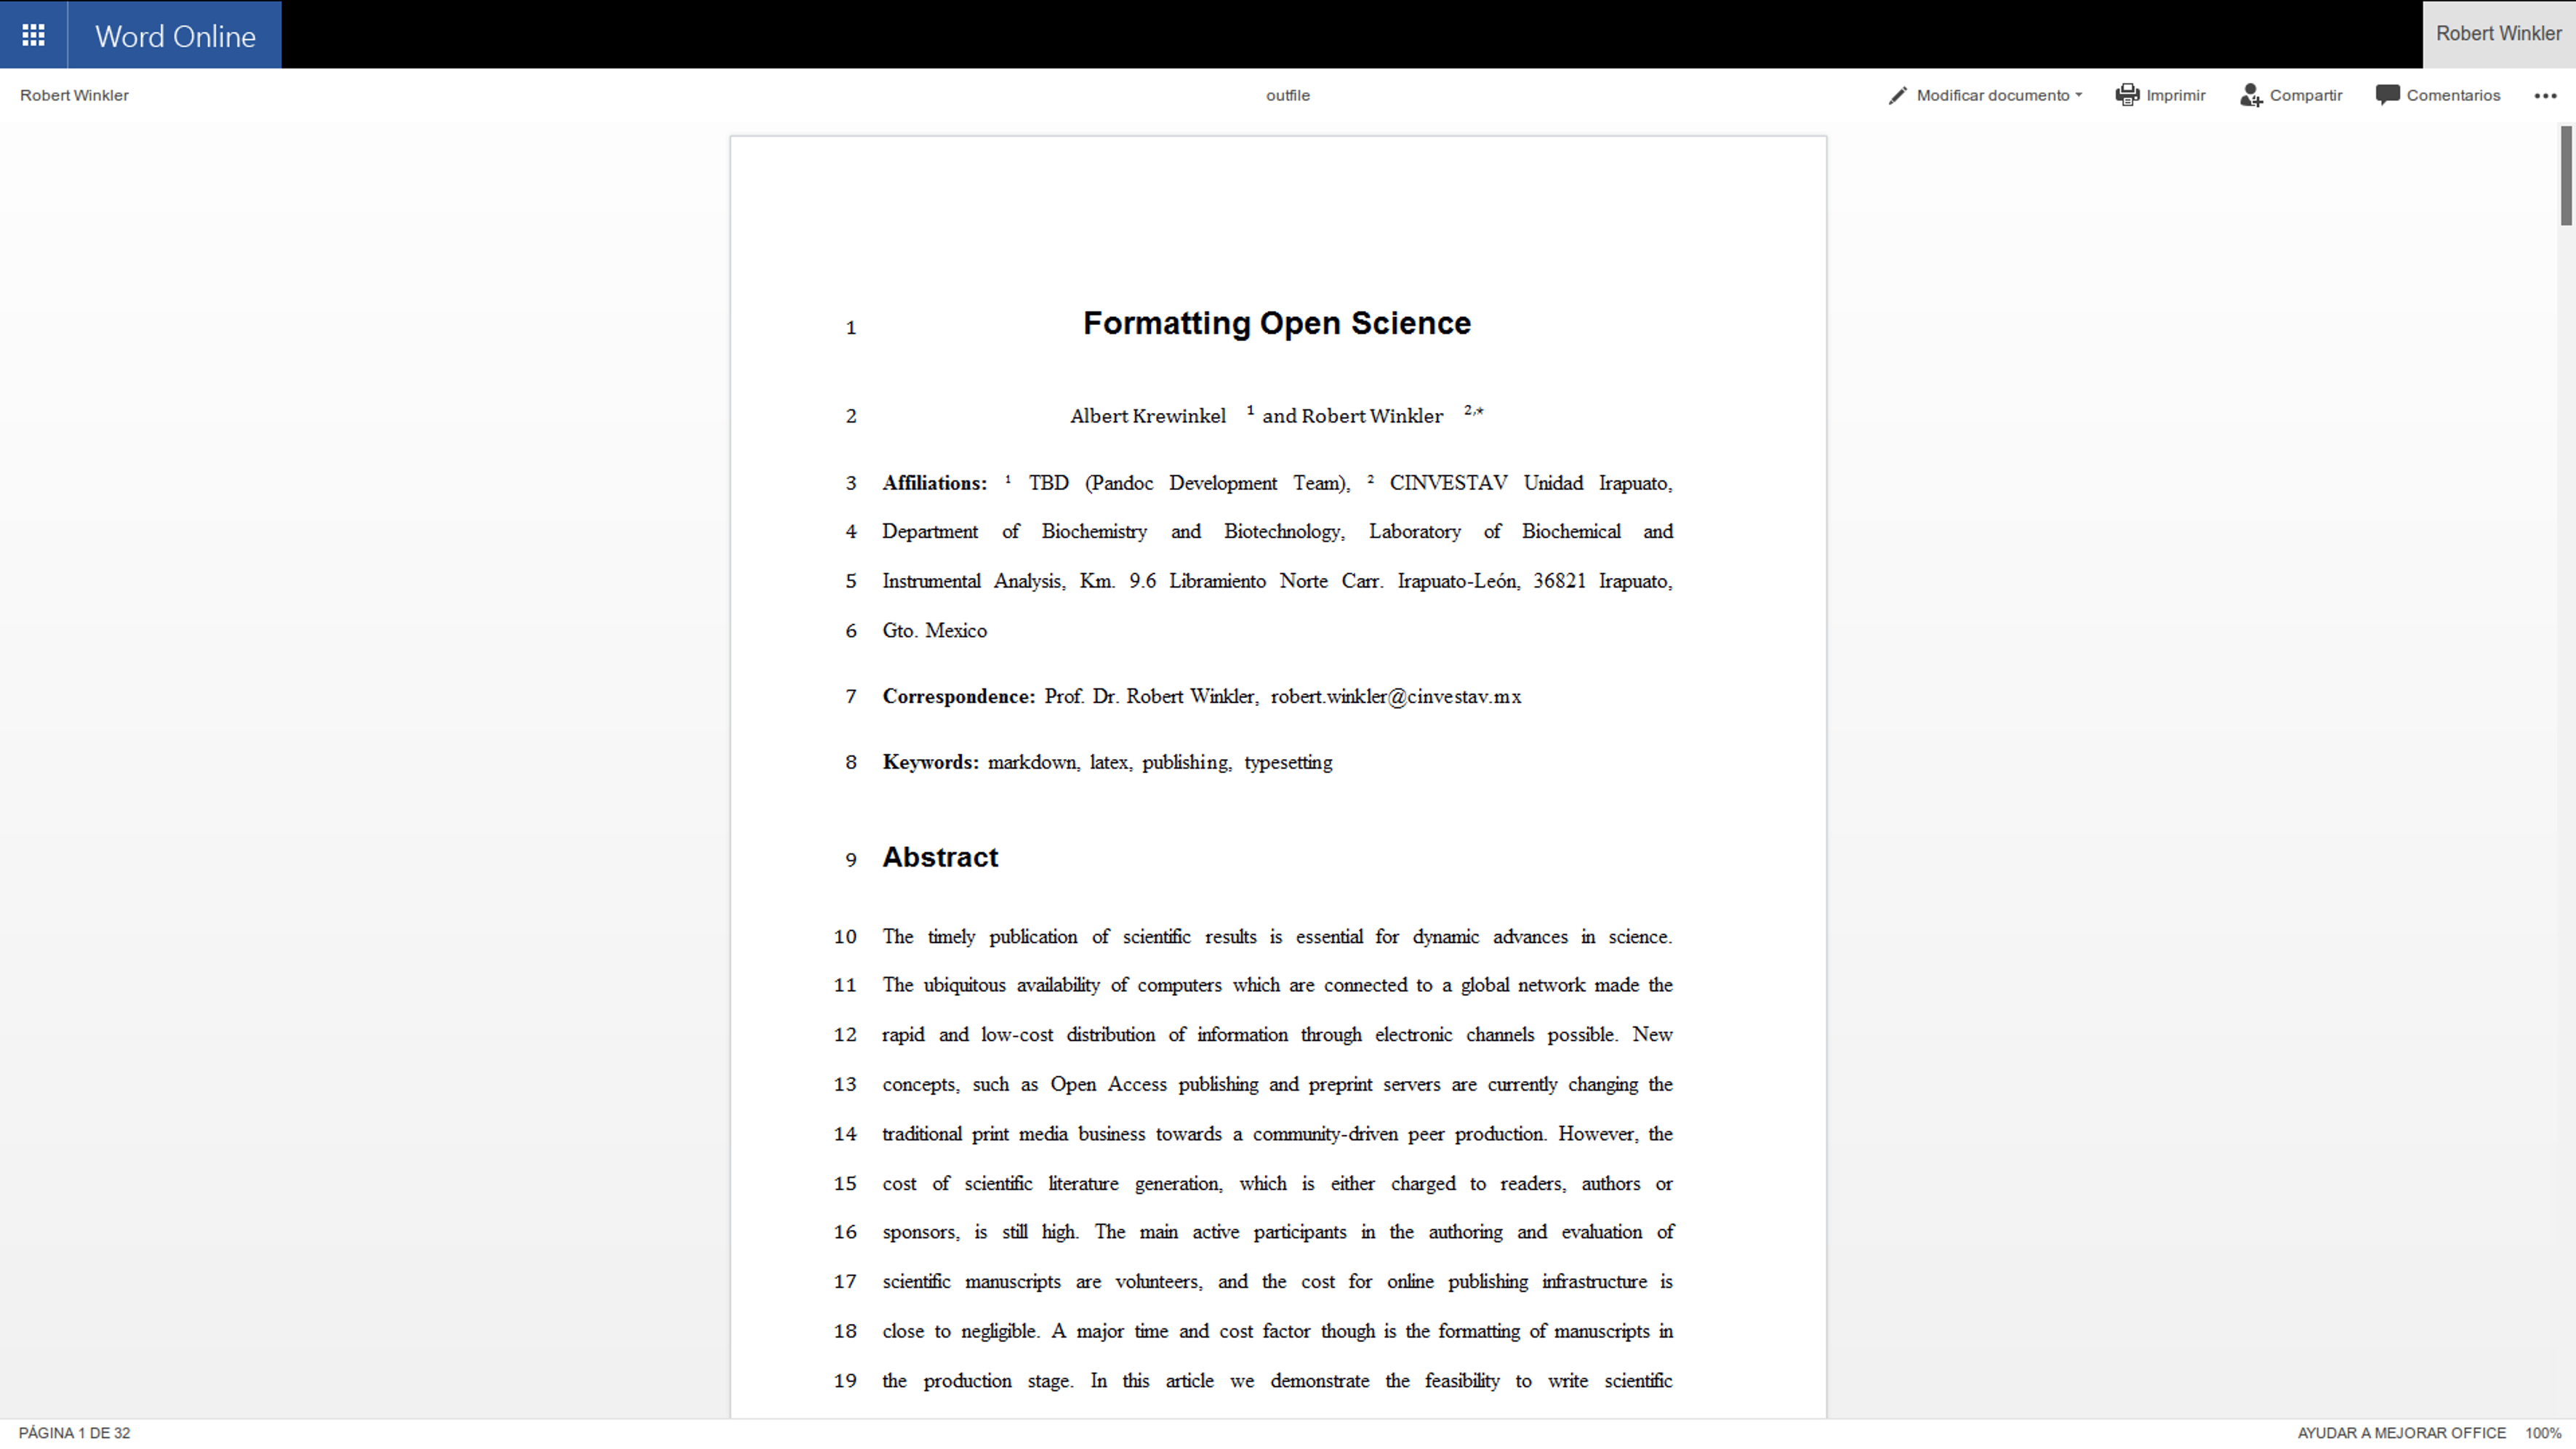 Word Online
Robert Winkler
Robert Winkler
outfile
Modificar documento
Imprimir
Compartir
Comentarios
1 Formatting Open Science
2 Albert Krewinkel 1 and Robert Winkler 2,*
3 Affiliations: 1 TBD (Pandoc Development Team), 2 CINVESTAV Unidad Irapuato,
4 Department of Biochemistry and Biotechnology, Laboratory of Biochemical and
5 Instrumental Analysis, Km. 9.6 Libramiento Norte Carr. Irapuato-León, 36821 Irapuato,
6 Gto. Mexico
7 Correspondence: Prof. Dr. Robert Winkler, robert.winkler@cinvestav.mx
8 Keywords: markdown, latex, publishing, typesetting
9 Abstract
10 The timely publication of scientific results is essential for dynamic advances in science.
11 The ubiquitous availability of computers which are connected to a global network made the
12 rapid and low-cost distribution of information through electronic channels possible. New
13 concepts, such as Open Access publishing and preprint servers are currently changing the
14 traditional print media business towards a community-driven peer production. However, the
15 cost of scientific literature generation, which is either charged to readers, authors or
16 sponsors, is still high. The main active participants in the authoring and evaluation of
17 scientific manuscripts are volunteers, and the cost for online publishing infrastructure is
18 close to negligible. A major time and cost factor though is the formatting of manuscripts in
19 the production stage. In this article we demonstrate the feasibility to write scientific
PÁGINA 1 DE 32
AYUDAR A MEJORAR OFFICE 100%